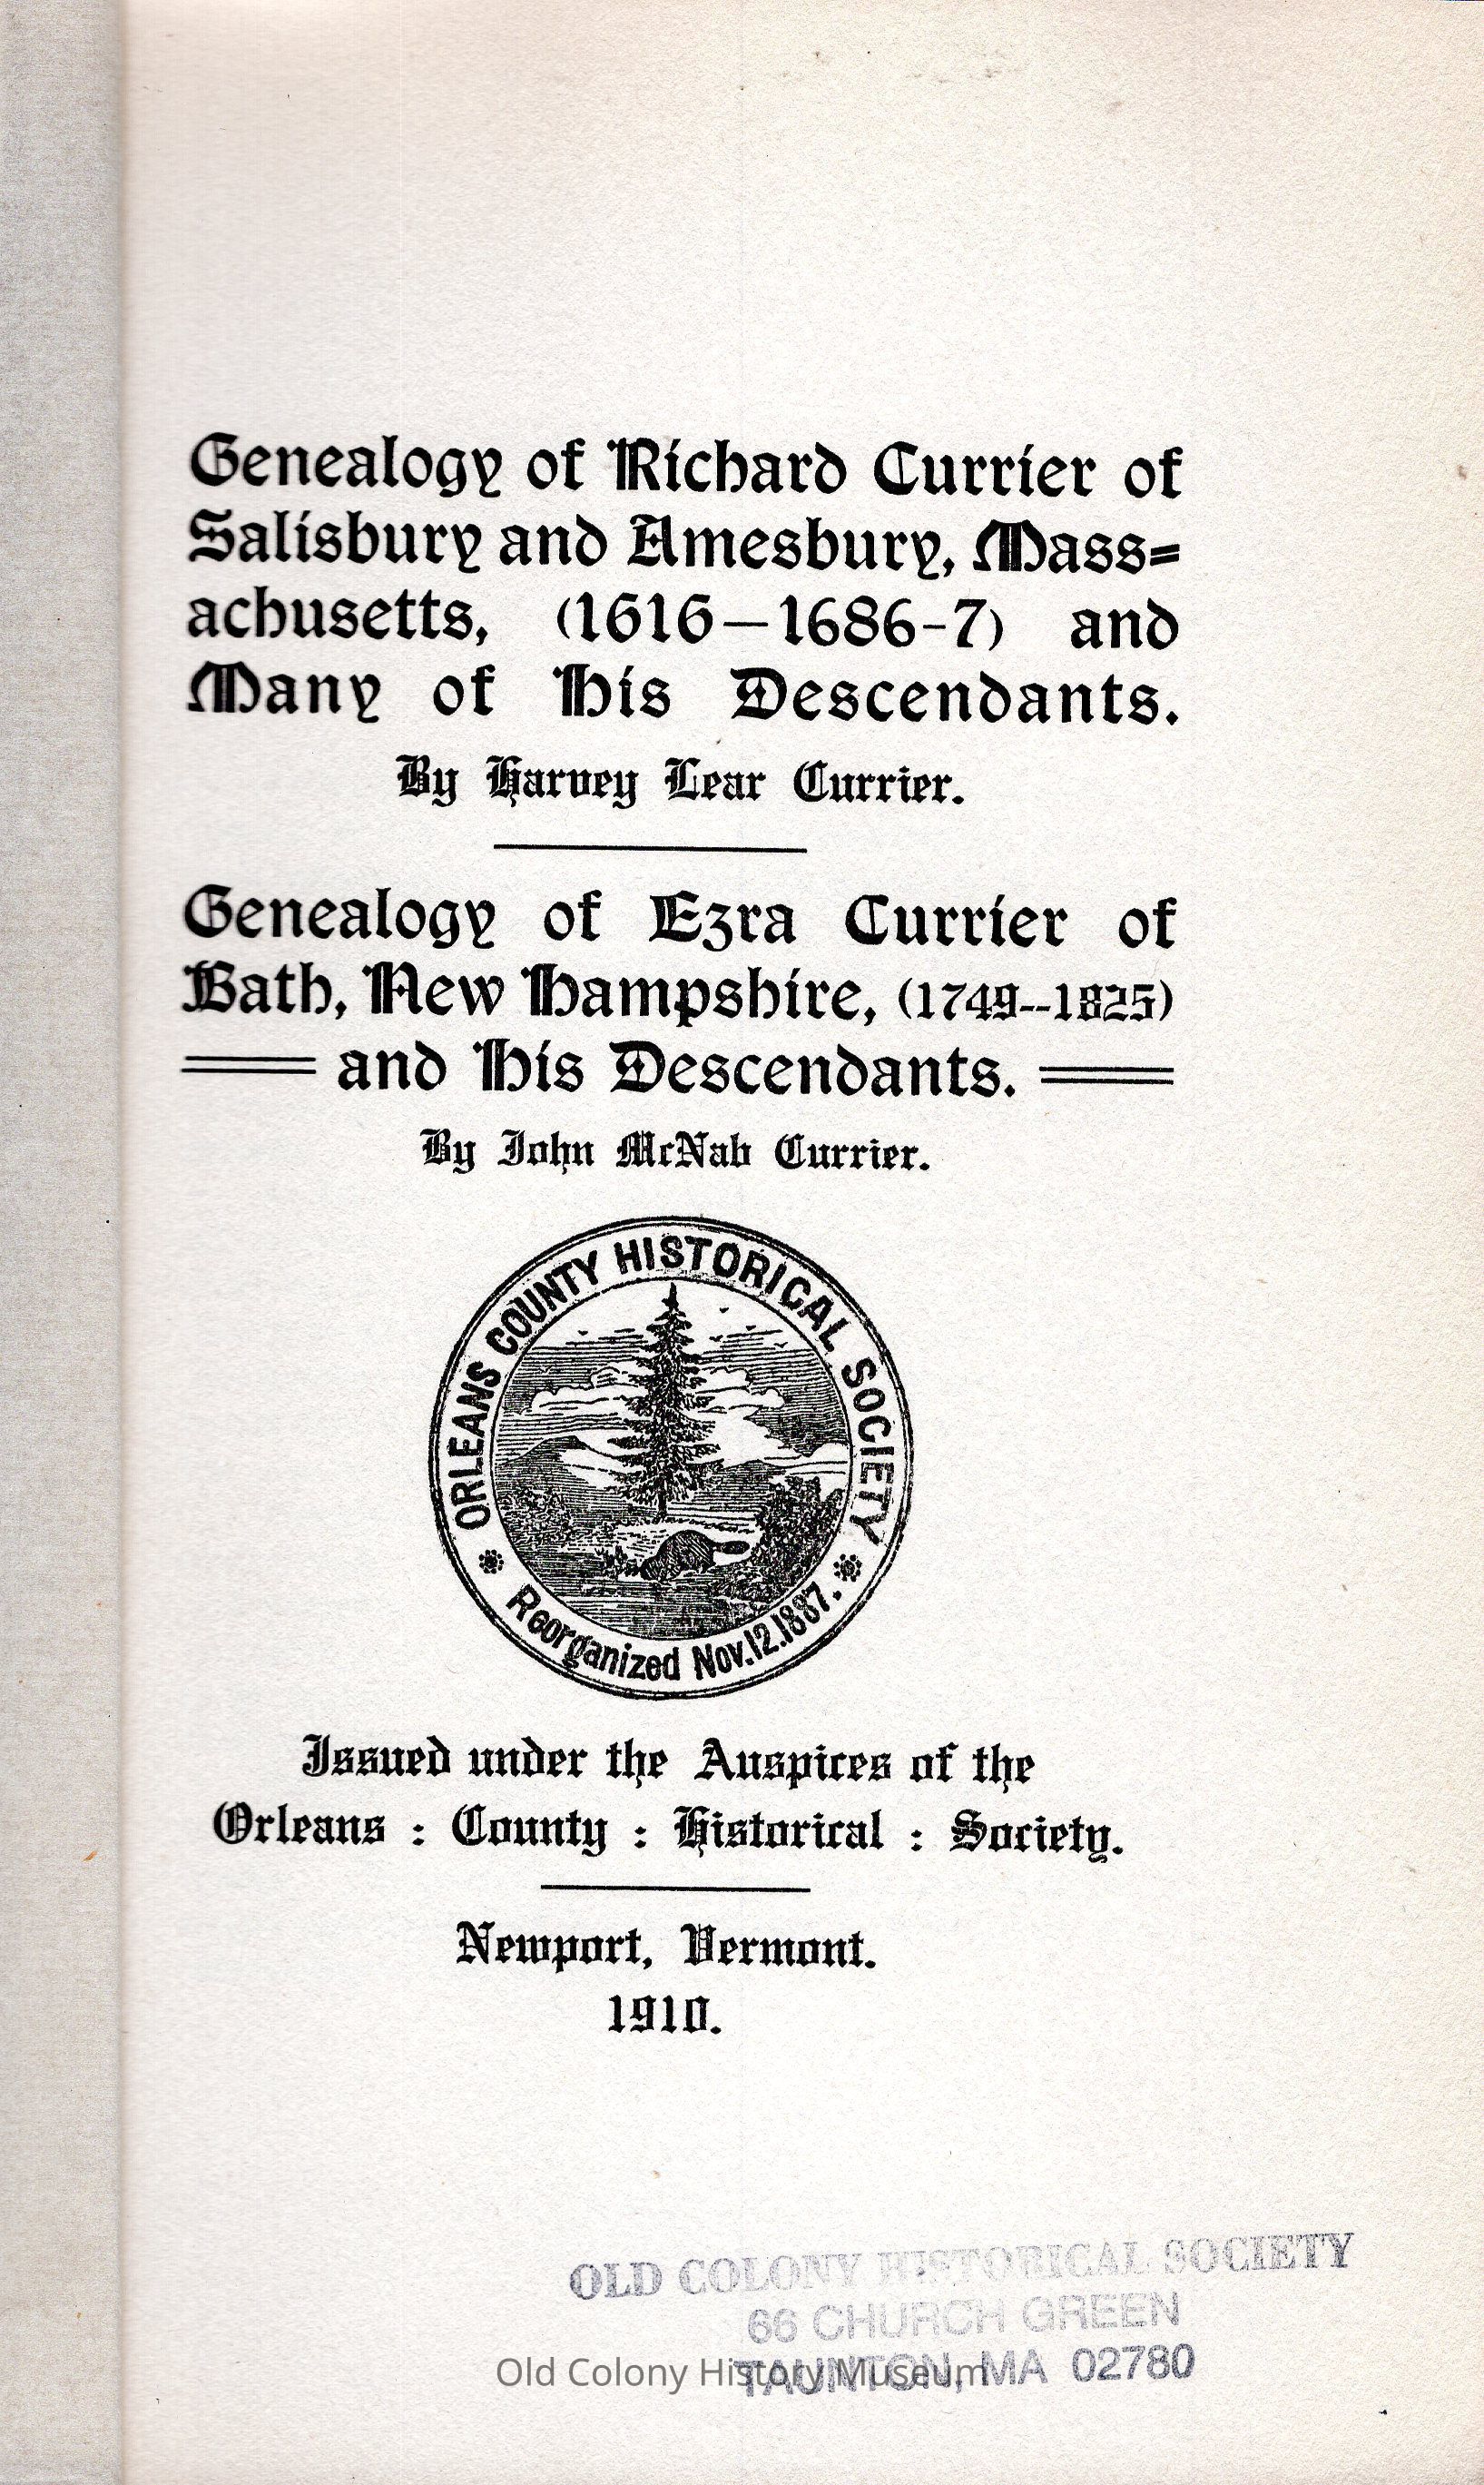 Genealogy of Richard Currier of
Salisbury and Amesbury, Mass=
achusetts, (1616—1686-7) and
Many of His Descendants.
By Harvey Lear Currier.
Genealogy of Ezra Currier of
Bath, New Hampshire, (1749--1825)
and His Descendants.
By John McNab Currier.
ORLEANS COUNTY HISTORICAL SOCIETY
Reorganized Nov.12.1887.
Issued under the Auspices of the
Orleans : County : Historical : Society.
Newport, Vermont.
1910.
OLD COLONY HISTORICAL SOCIETY
66 CHURCH GREEN
TAUNTON, MA 02780
Old Colony History Museum